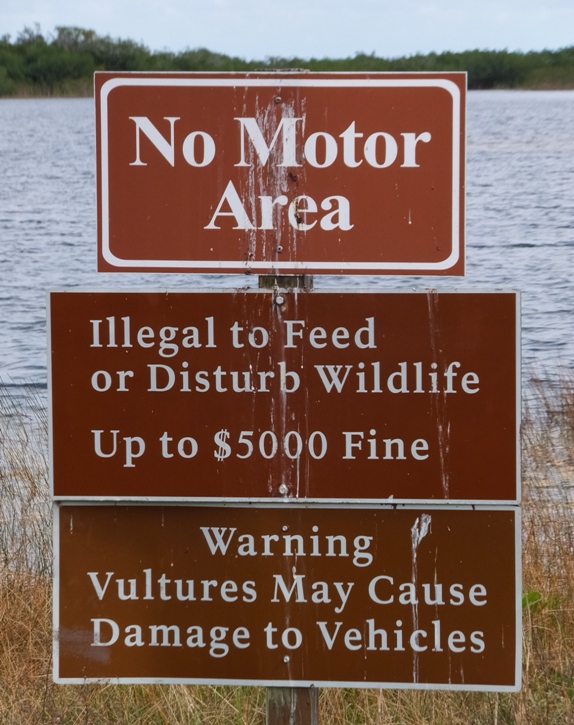 No Motor
Area
Illegal to Feed
or Disturb Wildlife
Up to $5000 Fine
Warning
Vultures May Cause
Damage to Vehicles